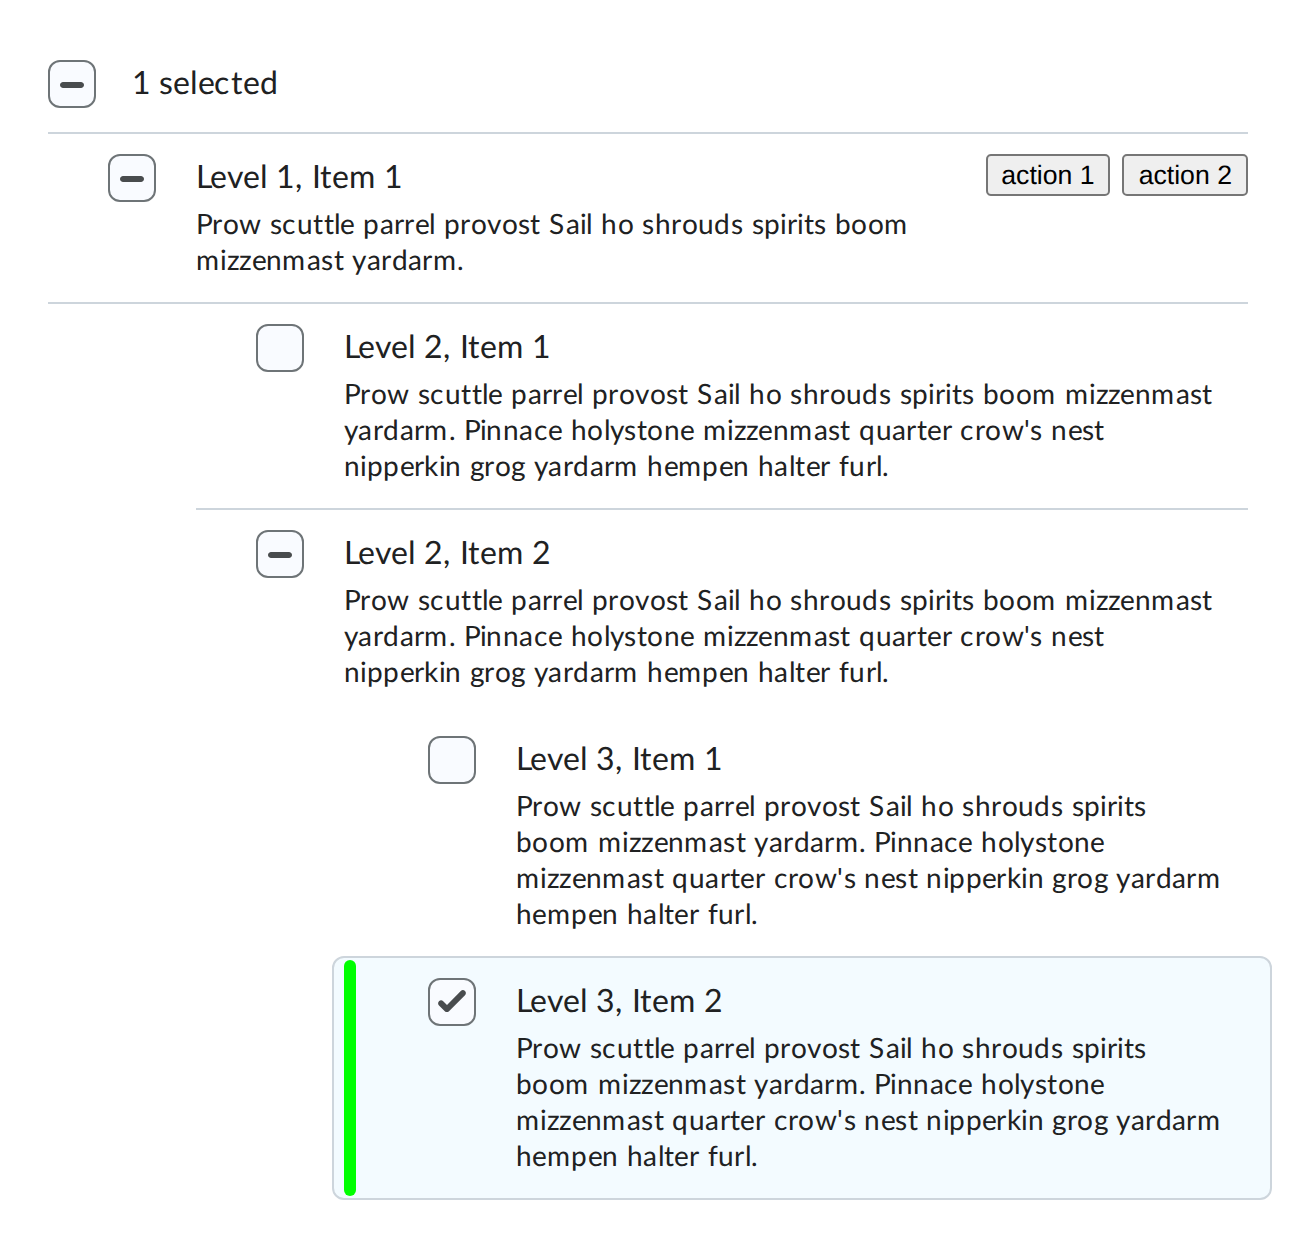 1 selected
Level 1, Item 1
action 1
action 2
Prow scuttle parrel provost Sail ho shrouds spirits boom
mizzenmast yardarm.
Level 2, Item 1
Prow scuttle parrel provost Sail ho shrouds spirits boom mizzenmast
yardarm. Pinnace holystone mizzenmast quarter crow's nest
nipperkin grog yardarm hempen halter furl.
Level 2, Item 2
Prow scuttle parrel provost Sail ho shrouds spirits boom mizzenmast
yardarm. Pinnace holystone mizzenmast quarter crow's nest
nipperkin grog yardarm hempen halter furl.
Level 3, Item 1
Prow scuttle parrel provost Sail ho shrouds spirits
boom mizzenmast yardarm. Pinnace holystone
mizzenmast quarter crow's nest nipperkin grog yardarm
hempen halter furl.
Level 3, Item 2
Prow scuttle parrel provost Sail ho shrouds spirits
boom mizzenmast yardarm. Pinnace holystone
mizzenmast quarter crow's nest nipperkin grog yardarm
hempen halter furl.